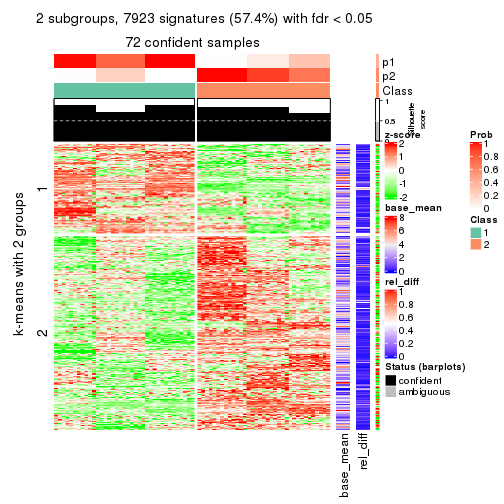 2 subgroups, 7923 signatures (57.4%) with fdr < 0.05
72 confident samples
p1
p2
Class
1
0.5
0
Silhouette
score
k-means with 2 groups
1
2
base_mean
rel_diff
z-score
2
1
0
-1
-2
base_mean
8
6
4
2
0
rel_diff
1
0.8
0.6
0.4
0.2
0
Status (barplots)
confident
ambiguous
Prob
1
0.8
0.6
0.4
0.2
0
Class
1
2